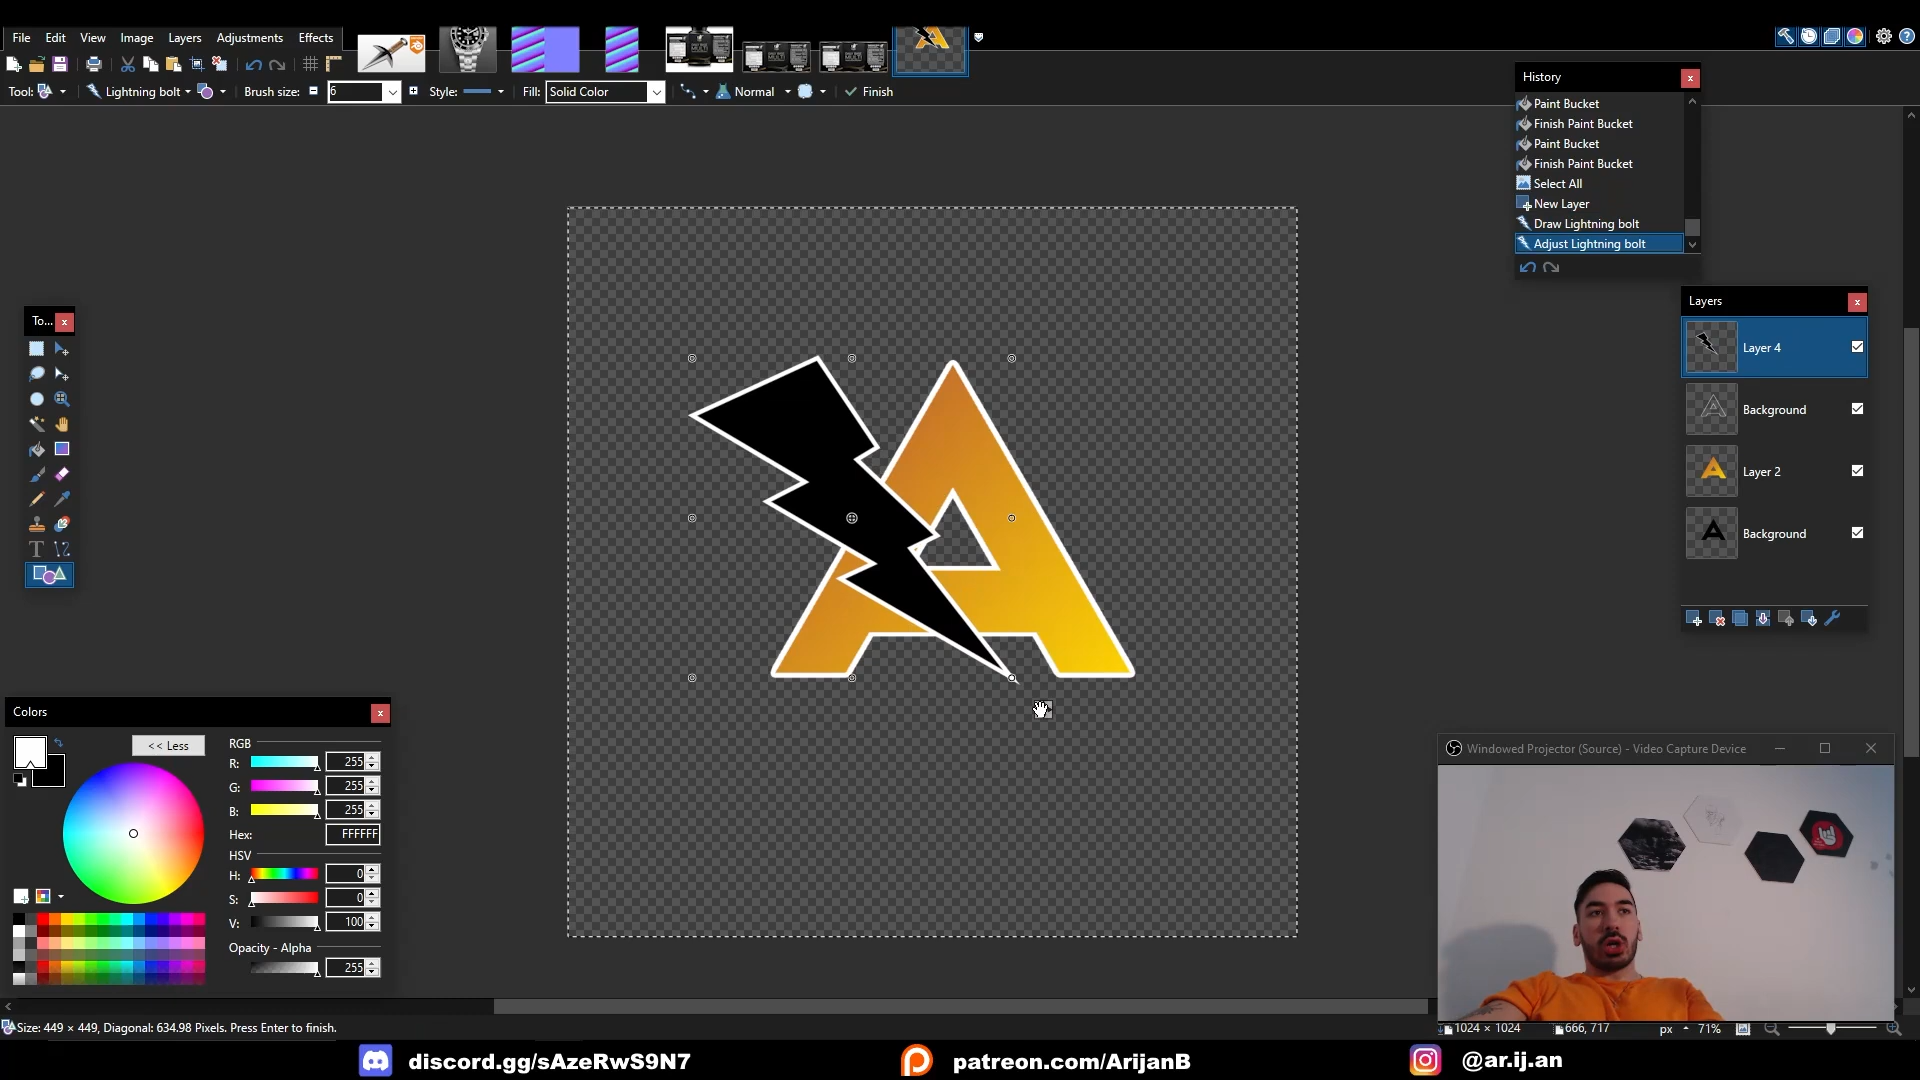 File Edit View Image Layers Adjustments Effects
Tool: Lightning bolt Brush size: 6 Style: Fill: Solid Color Normal Finish
History
Paint Bucket
Finish Paint Bucket
Paint Bucket
Finish Paint Bucket
Select All
New Layer
Draw Lightning bolt
Adjust Lightning bolt
Layers
Layer 4
Background
Layer 2
Background
To...
A
Colors
<< Less
RGB
R: 255
G: 255
B: 255
Hex: FFFFFF
HSV
H: 0
S: 0
V: 100
Opacity - Alpha
255
Windowed Projector (Source) - Video Capture Device
Size: 449 × 449, Diagonal: 634.98 Pixels. Press Enter to finish.
1024 × 1024 666, 717 px 71%
discord.gg/sAzeRwS9N7 patreon.com/ArijanB @ar.ij.an